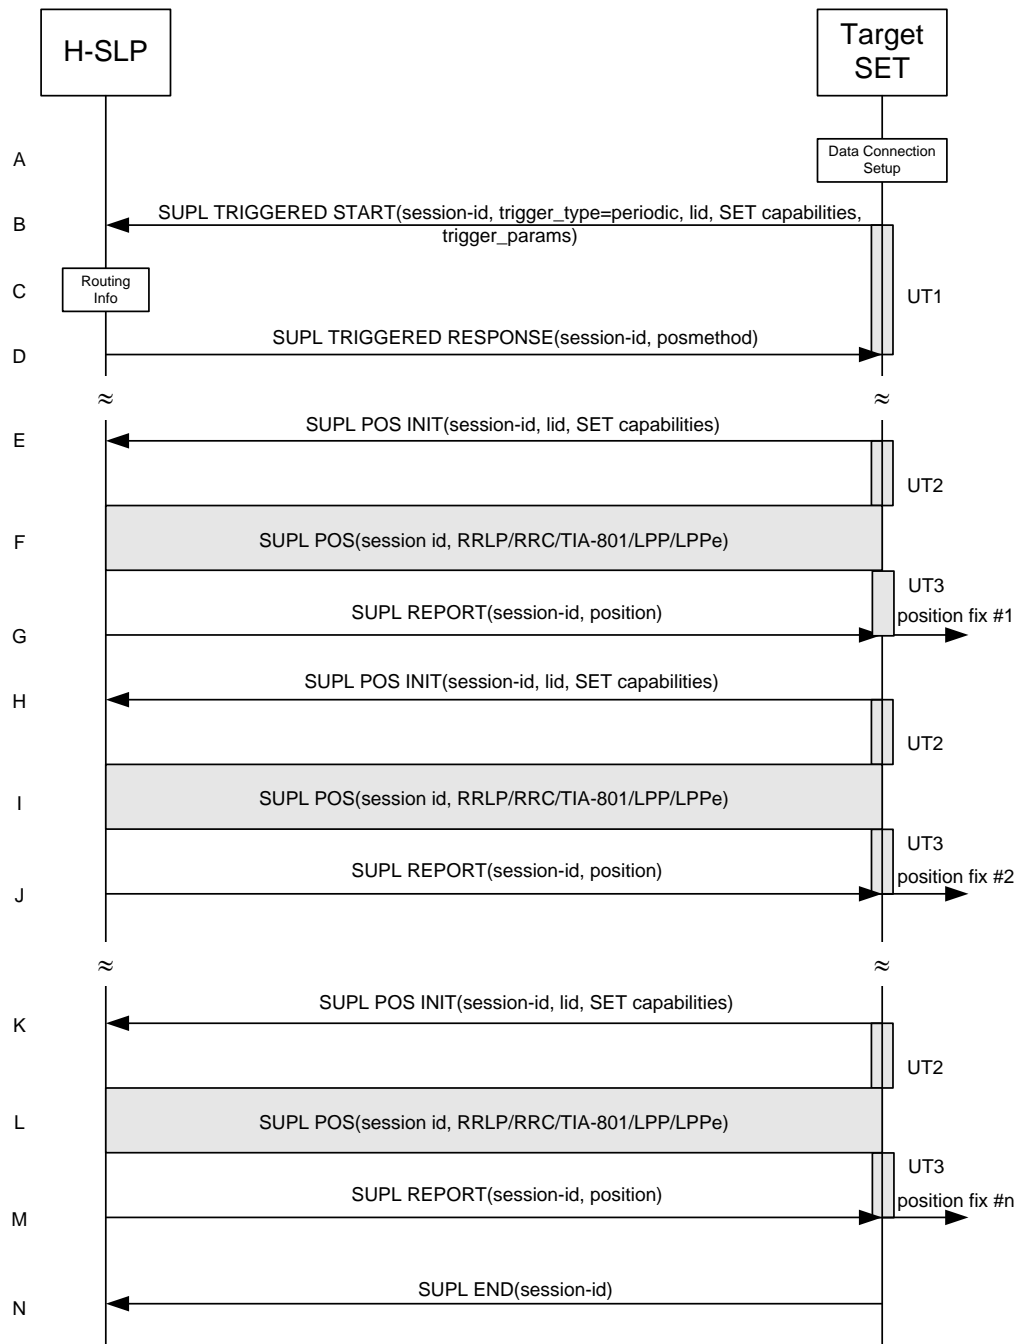 H-SLP
Target
SET
A
Data Connection
Setup
B
SUPL TRIGGERED START(session-id, trigger_type=periodic, lid, SET capabilities,
trigger_params)
C
Routing
Info
UT1
D
SUPL TRIGGERED RESPONSE(session-id, posmethod)
≈
≈
E
SUPL POS INIT(session-id, lid, SET capabilities)
UT2
F
SUPL POS(session id, RRLP/RRC/TIA-801/LPP/LPPe)
UT3
G
SUPL REPORT(session-id, position)
position fix #1
H
SUPL POS INIT(session-id, lid, SET capabilities)
UT2
I
SUPL POS(session id, RRLP/RRC/TIA-801/LPP/LPPe)
UT3
J
SUPL REPORT(session-id, position)
position fix #2
≈
≈
K
SUPL POS INIT(session-id, lid, SET capabilities)
UT2
L
SUPL POS(session id, RRLP/RRC/TIA-801/LPP/LPPe)
UT3
M
SUPL REPORT(session-id, position)
position fix #n
N
SUPL END(session-id)